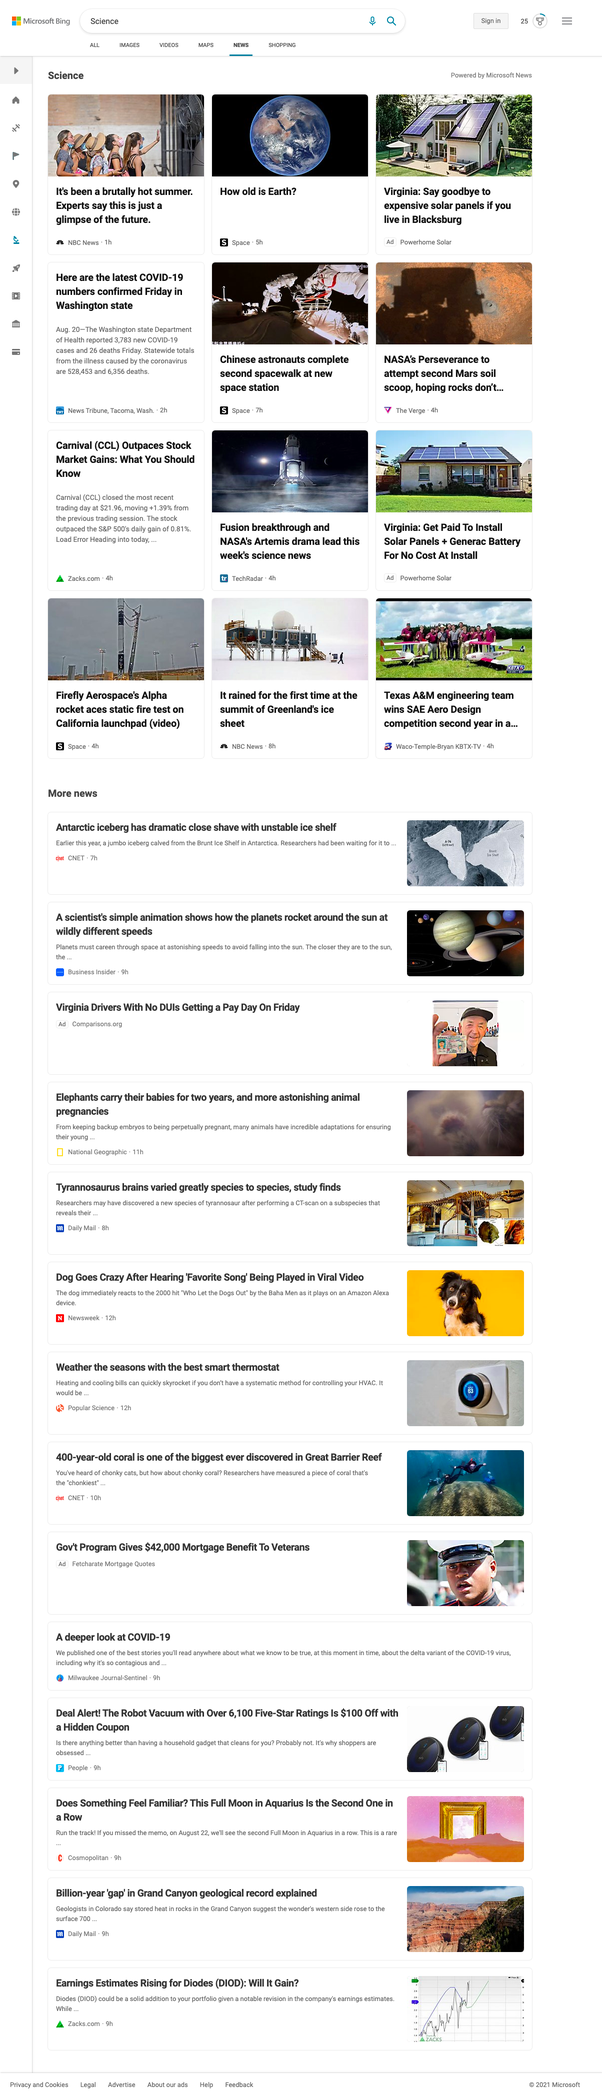 Microsoft Bing
Science
Sign in
25
ALL IMAGES VIDEOS MAPS NEWS SHOPPING
Science
Powered by Microsoft News
It's been a brutally hot summer.
Experts say this is just a
glimpse of the future.
NBC News · 1h
How old is Earth?
Space · 5h
Virginia: Say goodbye to
expensive solar panels if you
live in Blacksburg
Ad Powerhome Solar
Here are the latest COVID-19
numbers confirmed Friday in
Washington state
Aug. 20—The Washington state Department
of Health reported 3,783 new COVID-19
cases and 26 deaths Friday. Statewide totals
from the illness caused by the coronavirus
are 528,453 and 6,356 deaths.
News Tribune, Tacoma, Wash. · 2h
Chinese astronauts complete
second spacewalk at new
space station
Space · 7h
NASA's Perseverance to
attempt second Mars soil
scoop, hoping rocks don't...
The Verge · 4h
Carnival (CCL) Outpaces Stock
Market Gains: What You Should
Know
Carnival (CCL) closed the most recent
trading day at $21.96, moving +1.39% from
the previous trading session. The stock
outpaced the S&P 500's daily gain of 0.81%.
Load Error Heading into today, ...
Zacks.com · 4h
Fusion breakthrough and
NASA's Artemis drama lead this
week's science news
TechRadar · 4h
Virginia: Get Paid To Install
Solar Panels + Generac Battery
For No Cost At Install
Ad Powerhome Solar
Firefly Aerospace's Alpha
rocket aces static fire test on
California launchpad (video)
Space · 4h
It rained for the first time at the
summit of Greenland's ice
sheet
NBC News · 8h
Texas A&M engineering team
wins SAE Aero Design
competition second year in a...
Waco-Temple-Bryan KBTX-TV · 4h
More news
Antarctic iceberg has dramatic close shave with unstable ice shelf
Earlier this year, a jumbo iceberg calved from the Brunt Ice Shelf in Antarctica. Researchers had been waiting for it to ...
CNET · 7h
A scientist's simple animation shows how the planets rocket around the sun at
wildly different speeds
Planets must careen through space at astonishing speeds to avoid falling into the sun. The closer they are to the sun,
the ...
Business Insider · 9h
Virginia Drivers With No DUIs Getting a Pay Day On Friday
Ad Comparisons.org
Elephants carry their babies for two years, and more astonishing animal
pregnancies
From keeping backup embryos to being perpetually pregnant, many animals have incredible adaptations for ensuring
their young ...
National Geographic · 11h
Tyrannosaurus brains varied greatly species to species, study finds
Researchers may have discovered a new species of tyrannosaur after performing a CT-scan on a subspecies that
reveals their ...
Daily Mail · 8h
Dog Goes Crazy After Hearing 'Favorite Song' Being Played in Viral Video
The dog immediately reacts to the 2000 hit "Who Let the Dogs Out" by the Baha Men as it plays on an Amazon Alexa
device.
Newsweek · 12h
Weather the seasons with the best smart thermostat
Heating and cooling bills can quickly skyrocket if you don't have a systematic method for controlling your HVAC. It
would be ...
Popular Science · 12h
63
400-year-old coral is one of the biggest ever discovered in Great Barrier Reef
You've heard of chonky cats, but how about chonky coral? Researchers have measured a piece of coral that's
the "chonkiest" ...
CNET · 10h
Gov't Program Gives $42,000 Mortgage Benefit To Veterans
Ad Fetcharate Mortgage Quotes
A deeper look at COVID-19
We published one of the best stories you'll read anywhere about what we know to be true, at this moment in time, about the delta variant of the COVID-19 virus,
including why it's so contagious and ...
Milwaukee Journal-Sentinel · 9h
Deal Alert! The Robot Vacuum with Over 6,100 Five-Star Ratings Is $100 Off with
a Hidden Coupon
Is there anything better than having a household gadget that cleans for you? Probably not. It's why shoppers are
obsessed ...
People · 9h
Does Something Feel Familiar? This Full Moon in Aquarius Is the Second One in
a Row
Run the track! If you missed the memo, on August 22, we'll see the second Full Moon in Aquarius in a row. This is a rare
...
Cosmopolitan · 9h
Billion-year 'gap' in Grand Canyon geological record explained
Geologists in Colorado say stored heat in rocks in the Grand Canyon suggest the wonder's western side rose to the
surface 700 ...
Daily Mail · 9h
Earnings Estimates Rising for Diodes (DIOD): Will It Gain?
Diodes (DIOD) could be a solid addition to your portfolio given a notable revision in the company's earnings estimates.
While ...
Zacks.com · 9h
ZACKS
Privacy and Cookies Legal Advertise About our ads Help Feedback
© 2021 Microsoft